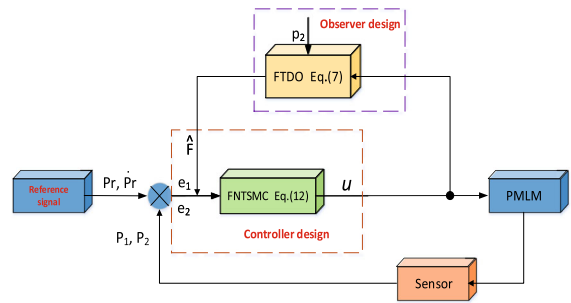 Observer design
p2
FTDO Eq.(7)
F̂
Reference signal
Pr, Ṗr
e1
e2
FNTSMC Eq.(12)
u
PMLM
P1, P2
Controller design
Sensor